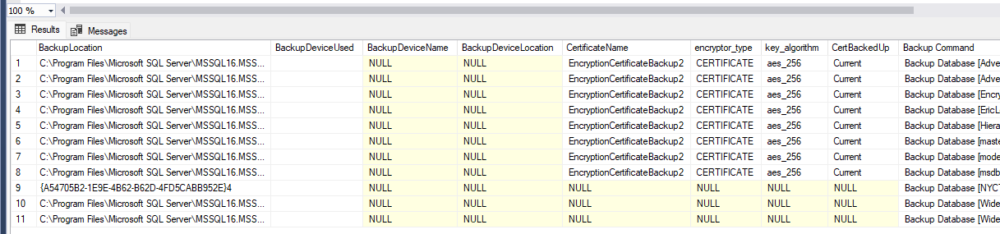 100 %
Results Messages
BackupLocation BackupDeviceUsed BackupDeviceName BackupDeviceLocation CertificateName encryptor_type key_algorithm CertBackedUp Backup Command
1 C:\Program Files\Microsoft SQL Server\MSSQL16.MSS... NULL NULL EncryptionCertificateBackup2 CERTIFICATE aes_256 Current Backup Database [Adve
2 C:\Program Files\Microsoft SQL Server\MSSQL16.MSS... NULL NULL EncryptionCertificateBackup2 CERTIFICATE aes_256 Current Backup Database [Adve
3 C:\Program Files\Microsoft SQL Server\MSSQL16.MSS... NULL NULL EncryptionCertificateBackup2 CERTIFICATE aes_256 Current Backup Database [Encry
4 C:\Program Files\Microsoft SQL Server\MSSQL16.MSS... NULL NULL EncryptionCertificateBackup2 CERTIFICATE aes_256 Current Backup Database [EricL
5 C:\Program Files\Microsoft SQL Server\MSSQL16.MSS... NULL NULL EncryptionCertificateBackup2 CERTIFICATE aes_256 Current Backup Database [Hiera
6 C:\Program Files\Microsoft SQL Server\MSSQL16.MSS... NULL NULL EncryptionCertificateBackup2 CERTIFICATE aes_256 Current Backup Database [maste
7 C:\Program Files\Microsoft SQL Server\MSSQL16.MSS... NULL NULL EncryptionCertificateBackup2 CERTIFICATE aes_256 Current Backup Database [mode
8 C:\Program Files\Microsoft SQL Server\MSSQL16.MSS... NULL NULL EncryptionCertificateBackup2 CERTIFICATE aes_256 Current Backup Database [msdb
9 {A54705B2-1E9E-4B62-B62D-4FD5CABB952E}4 NULL NULL NULL NULL NULL NULL Backup Database [NYCT
10 C:\Program Files\Microsoft SQL Server\MSSQL16.MSS... NULL NULL NULL NULL NULL NULL Backup Database [Wide
11 C:\Program Files\Microsoft SQL Server\MSSQL16.MSS... NULL NULL NULL NULL NULL NULL Backup Database [Wide